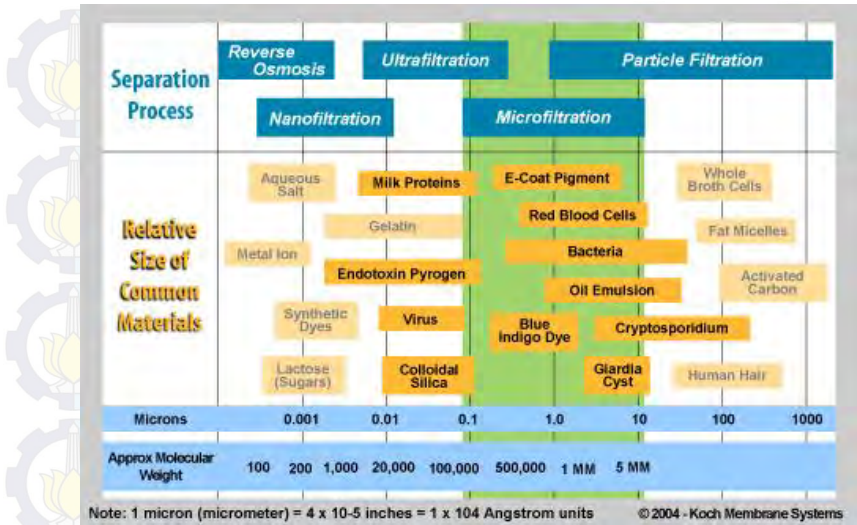 Separation
Process
Reverse
Osmosis
Ultrafiltration
Particle Filtration
Nanofiltration
Microfiltration
Relative
Size of
Common
Materials
Aqueous
Salt
Milk Proteins
E-Coat Pigment
Whole
Broth Cells
Gelatin
Red Blood Cells
Fat Micelles
Metal Ion
Bacteria
Endotoxin Pyrogen
Activated
Carbon
Oil Emulsion
Synthetic
Dyes
Virus
Blue
Indigo Dye
Cryptosporidium
Lactose
(Sugars)
Colloidal
Silica
Giardia
Cyst
Human Hair
Microns 0.001 0.01 0.1 1.0 10 100 1000
Approx Molecular
Weight
100 200 1,000 20,000 100,000 500,000 1 MM 5 MM
Note: 1 micron (micrometer) = 4 x 10-5 inches = 1 x 104 Angstrom units © 2004 - Koch Membrane Systems